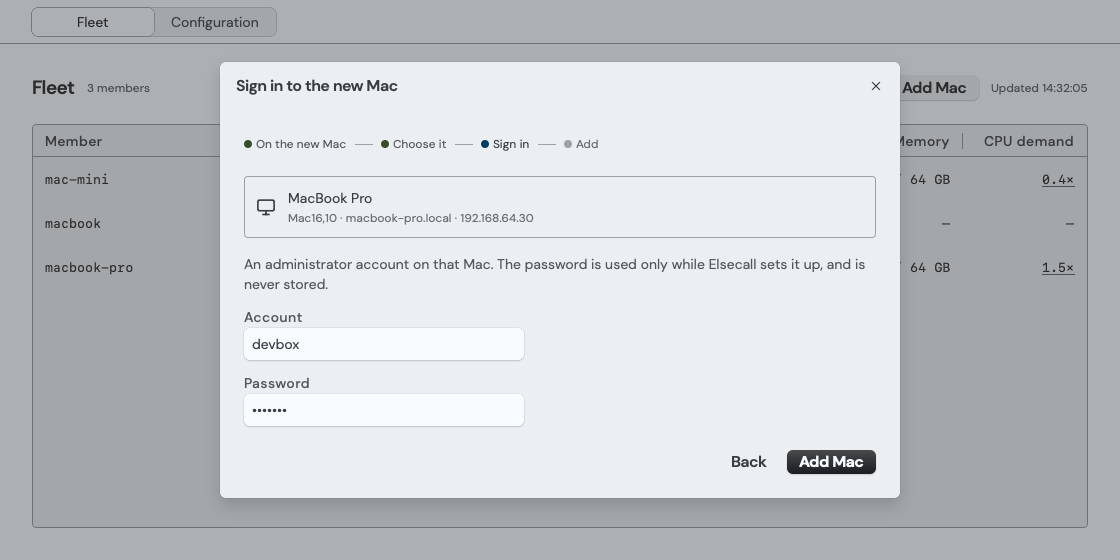 Fleet
Configuration
Fleet
3 members
Add Mac
Updated 14:32:05
Member
Memory
CPU demand
mac-mini
64 GB
0.4×
macbook
—
—
macbook-pro
64 GB
1.5×
Sign in to the new Mac
On the new Mac
Choose it
Sign in
Add
MacBook Pro
Mac16,10 · macbook-pro.local · 192.168.64.30
An administrator account on that Mac. The password is used only while Elsecall sets it up, and is
never stored.
Account
devbox
Password
•••••••
Back
Add Mac